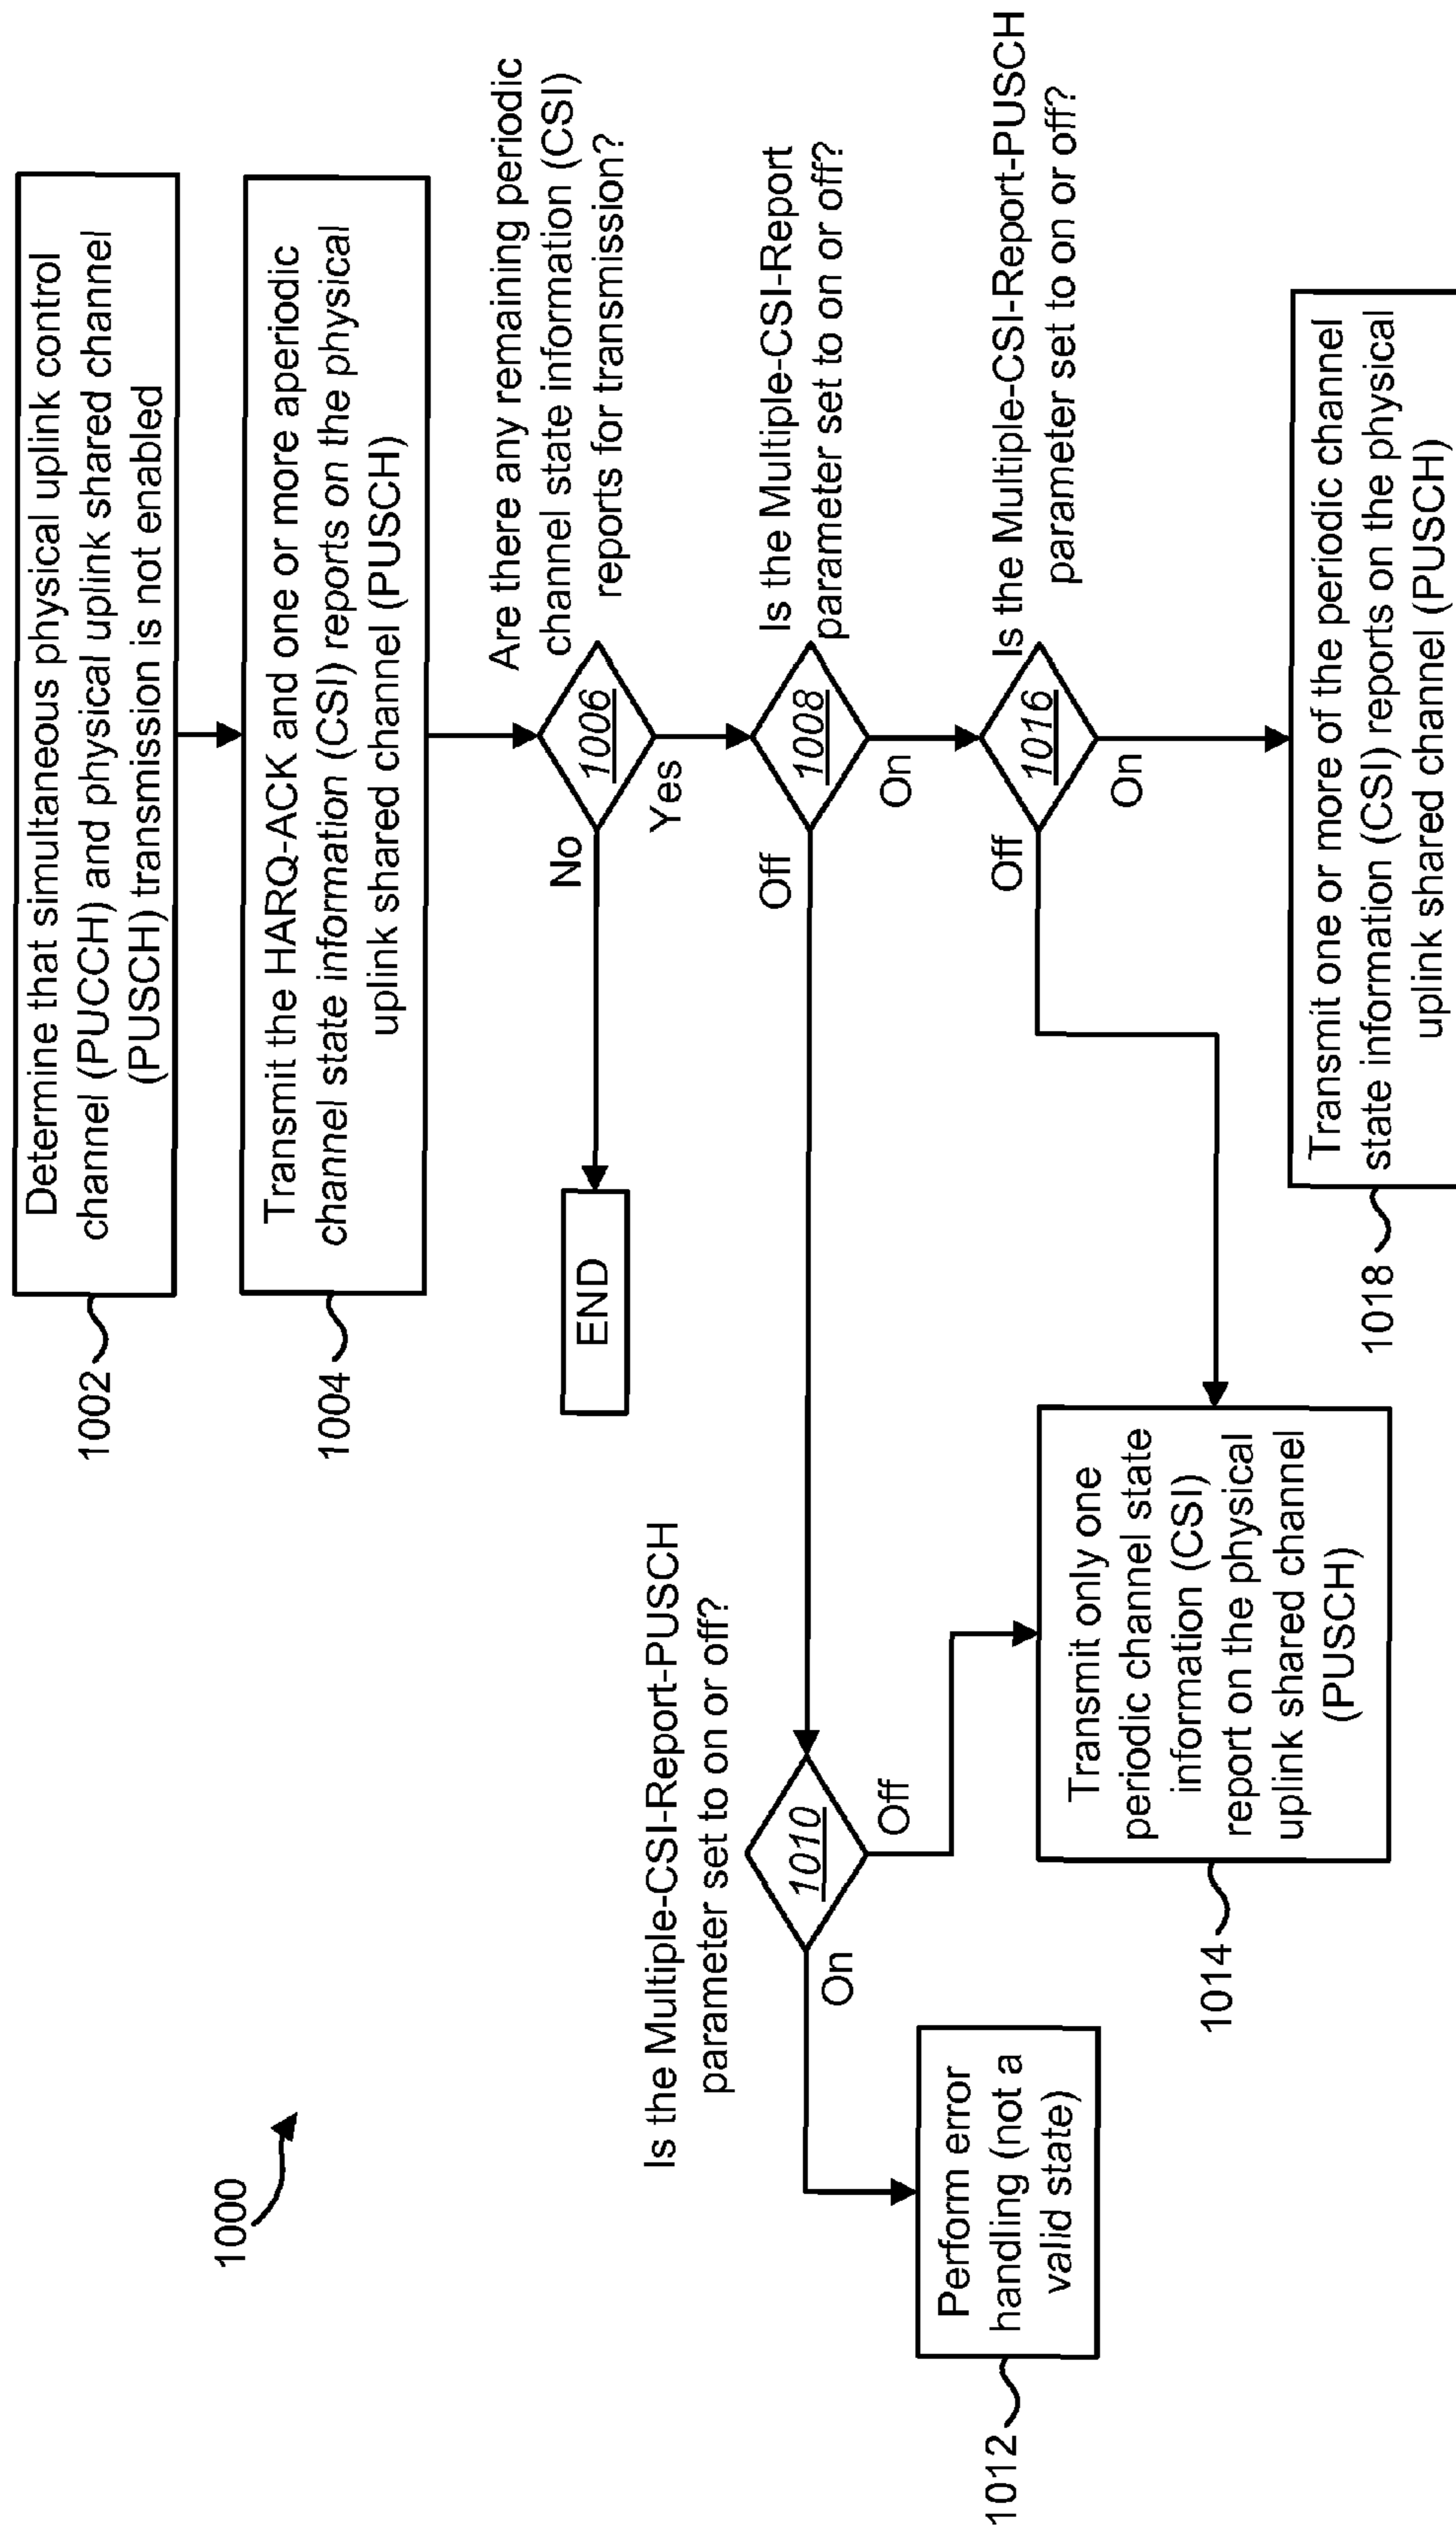 1000
1002
Determine that simultaneous physical uplink control
channel (PUCCH) and physical uplink shared channel
(PUSCH) transmission is not enabled
1004
Transmit the HARQ-ACK and one or more aperiodic
channel state information (CSI) reports on the physical
uplink shared channel (PUSCH)
Are there any remaining periodic
channel state information (CSI)
reports for transmission?
1006
No
Yes
END
Is the Multiple-CSI-Report
parameter set to on or off?
1008
Off
On
Is the Multiple-CSI-Report-PUSCH
parameter set to on or off?
1010
On
Off
Is the Multiple-CSI-Report-PUSCH
parameter set to on or off?
1016
Off
On
Perform error
handling (not a
valid state)
1012
Transmit only one
periodic channel state
information (CSI)
report on the physical
uplink shared channel
(PUSCH)
1014
Transmit one or more of the periodic channel
state information (CSI) reports on the physical
uplink shared channel (PUSCH)
1018